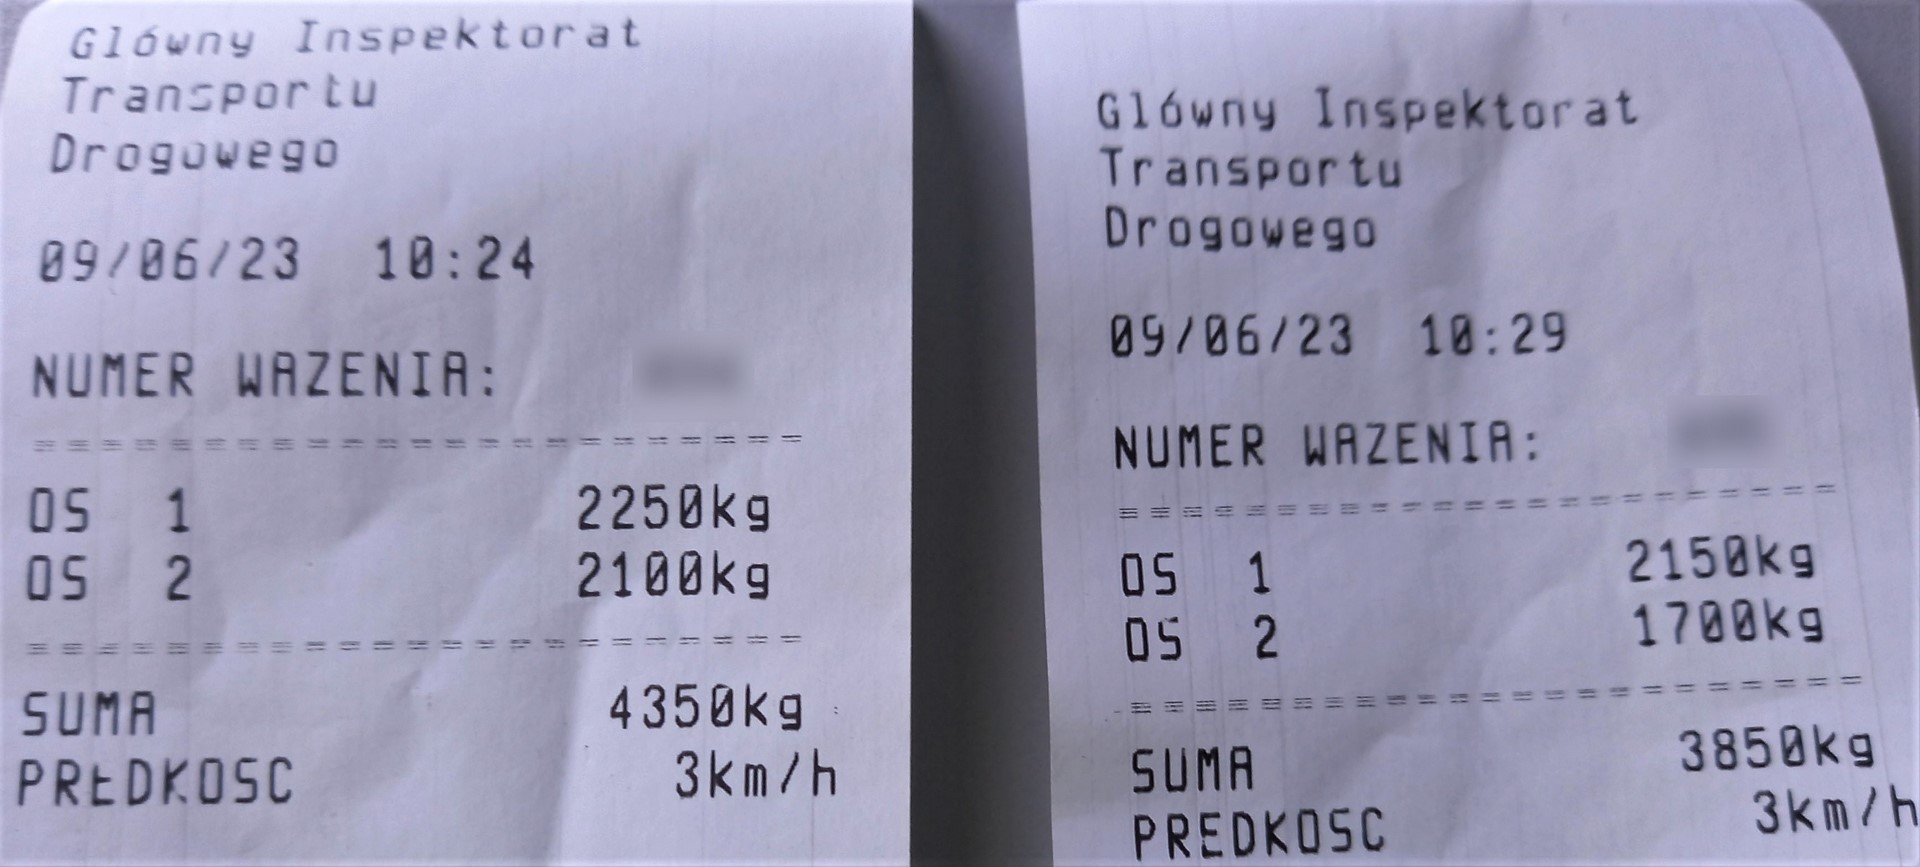 Główny Inspektorat
Transportu
Drogowego
09/06/23 10:24
NUMER WAZENIA:
========================
OS 1 2250kg
OS 2 2100kg
========================
SUMA 4350kg
PREDKOSC 3km/h
Główny Inspektorat
Transportu
Drogowego
09/06/23 10:29
NUMER WAZENIA:
========================
OS 1 2150kg
OS 2 1700kg
========================
SUMA 3850kg
PREDKOSC 3km/h